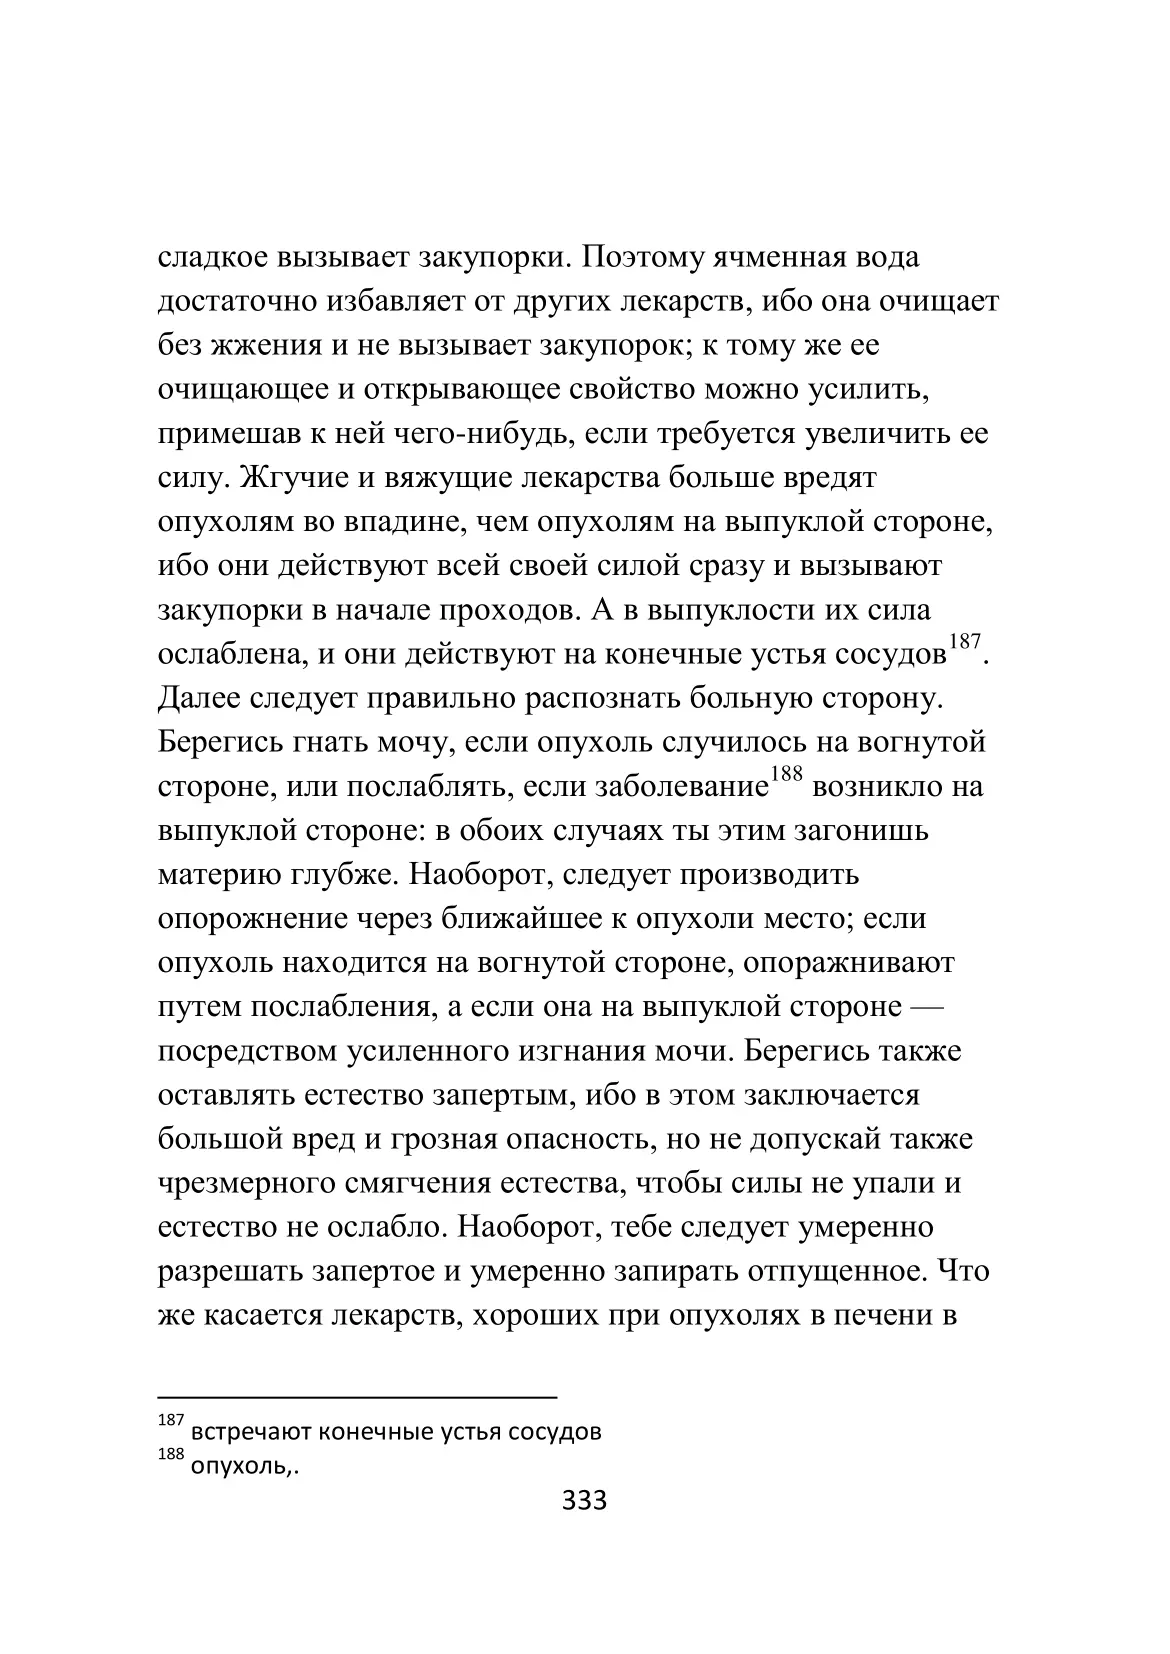 сладкое вызывает закупорки. Поэтому ячменная вода
достаточно избавляет от других лекарств, ибо она очищает
без жжения и не вызывает закупорок; к тому же ее
очищающее и открывающее свойство можно усилить,
примешав к ней чего-нибудь, если требуется увеличить ее
силу. Жгучие и вяжущие лекарства больше вредят
опухолям во впадине, чем опухолям на выпуклой стороне,
ибо они действуют всей своей силой сразу и вызывают
закупорки в начале проходов. А в выпуклости их сила
ослаблена, и они действуют на конечные устья сосудов187.
Далее следует правильно распознать больную сторону.
Берегись гнать мочу, если опухоль случилось на вогнутой
стороне, или послаблять, если заболевание188 возникло на
выпуклой стороне: в обоих случаях ты этим загонишь
материю глубже. Наоборот, следует производить
опорожнение через ближайшее к опухоли место; если
опухоль находится на вогнутой стороне, опоражнивают
путем послабления, а если она на выпуклой стороне —
посредством усиленного изгнания мочи. Берегись также
оставлять естество запертым, ибо в этом заключается
большой вред и грозная опасность, но не допускай также
чрезмерного смягчения естества, чтобы силы не упали и
естество не ослабло. Наоборот, тебе следует умеренно
разрешать запертое и умеренно запирать отпущенное. Что
же касается лекарств, хороших при опухолях в печени в
187 встречают конечные устья сосудов
188 опухоль,.
333